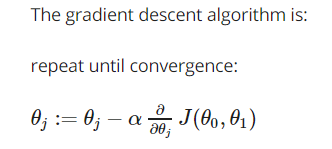 The gradient descent algorithm is:
repeat until convergence:
θⱼ := θⱼ − α ∂/∂θⱼ J(θ₀, θ₁)